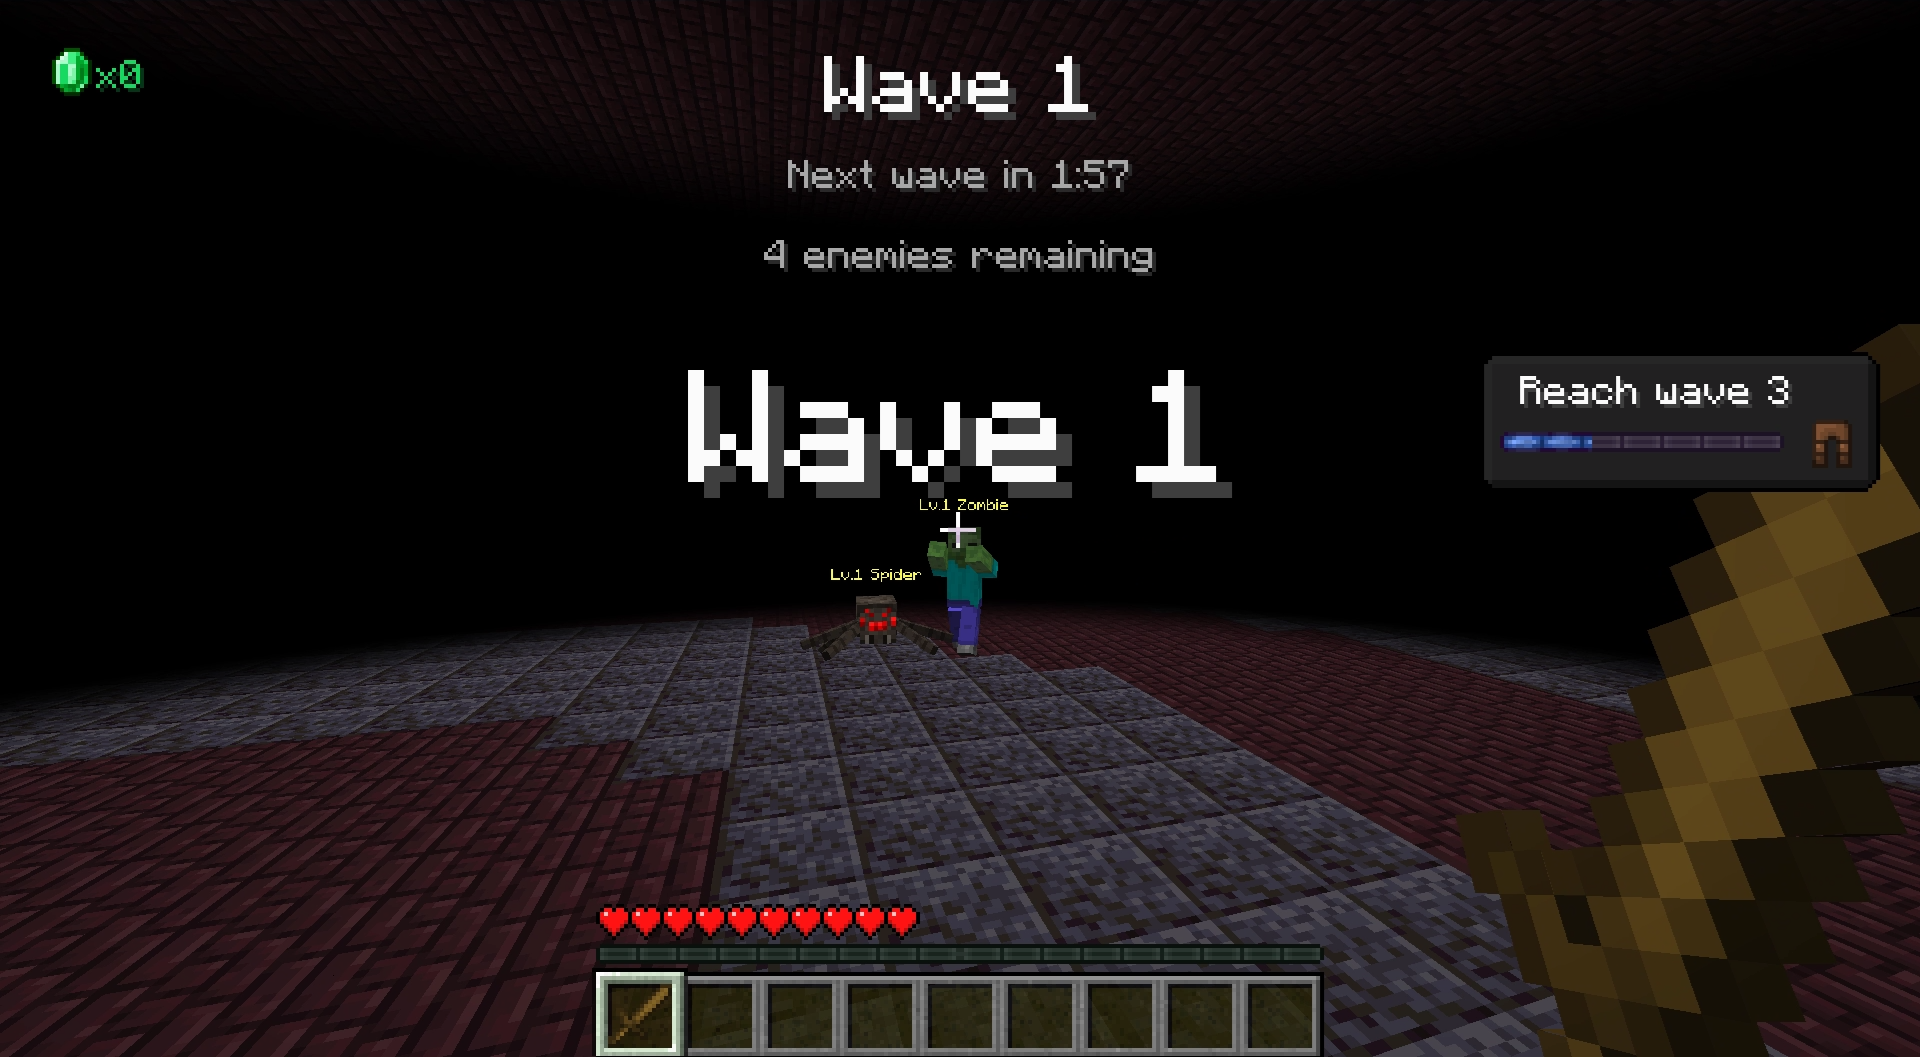 x0
Wave 1
Next wave in 1:57
4 enemies remaining
Wave 1
Reach wave 3
Lv.1 Zombie
Lv.1 Spider